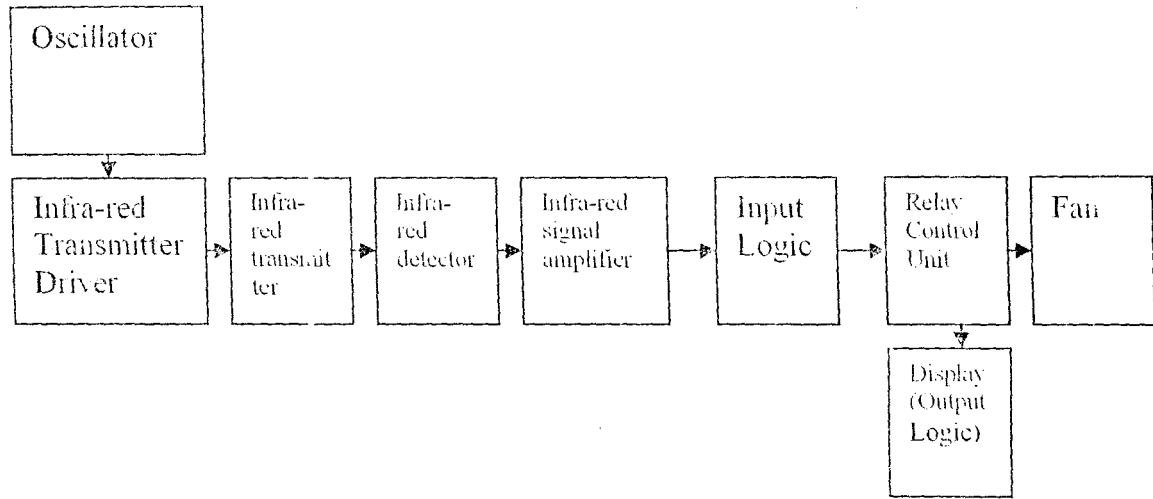 Oscillator
Infra-red
Transmitter
Driver
Infra-
red
transmit
ter
Infra-
red
detector
Infra-red
signal
amplifier
Input
Logic
Relay
Control
Unit
Fan
Display
(Output
Logic)